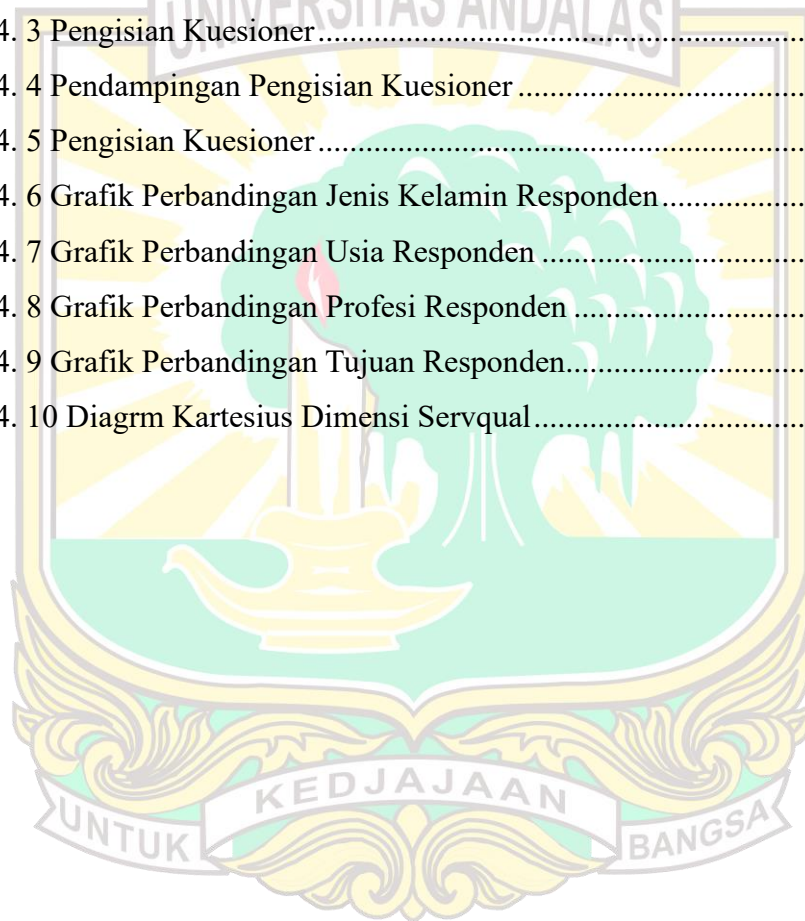 UNIVERSITAS ANDALAS
4. 3 Pengisian Kuesioner................................................................
4. 4 Pendampingan Pengisian Kuesioner.....................................
4. 5 Pengisian Kuesioner................................................................
4. 6 Grafik Perbandingan Jenis Kelamin Responden..................
4. 7 Grafik Perbandingan Usia Responden..................................
4. 8 Grafik Perbandingan Profesi Responden..............................
4. 9 Grafik Perbandingan Tujuan Responden..............................
4. 10 Diagrm Kartesius Dimensi Servqual...................................
UNTUK KEDJAJAAN BANGSA